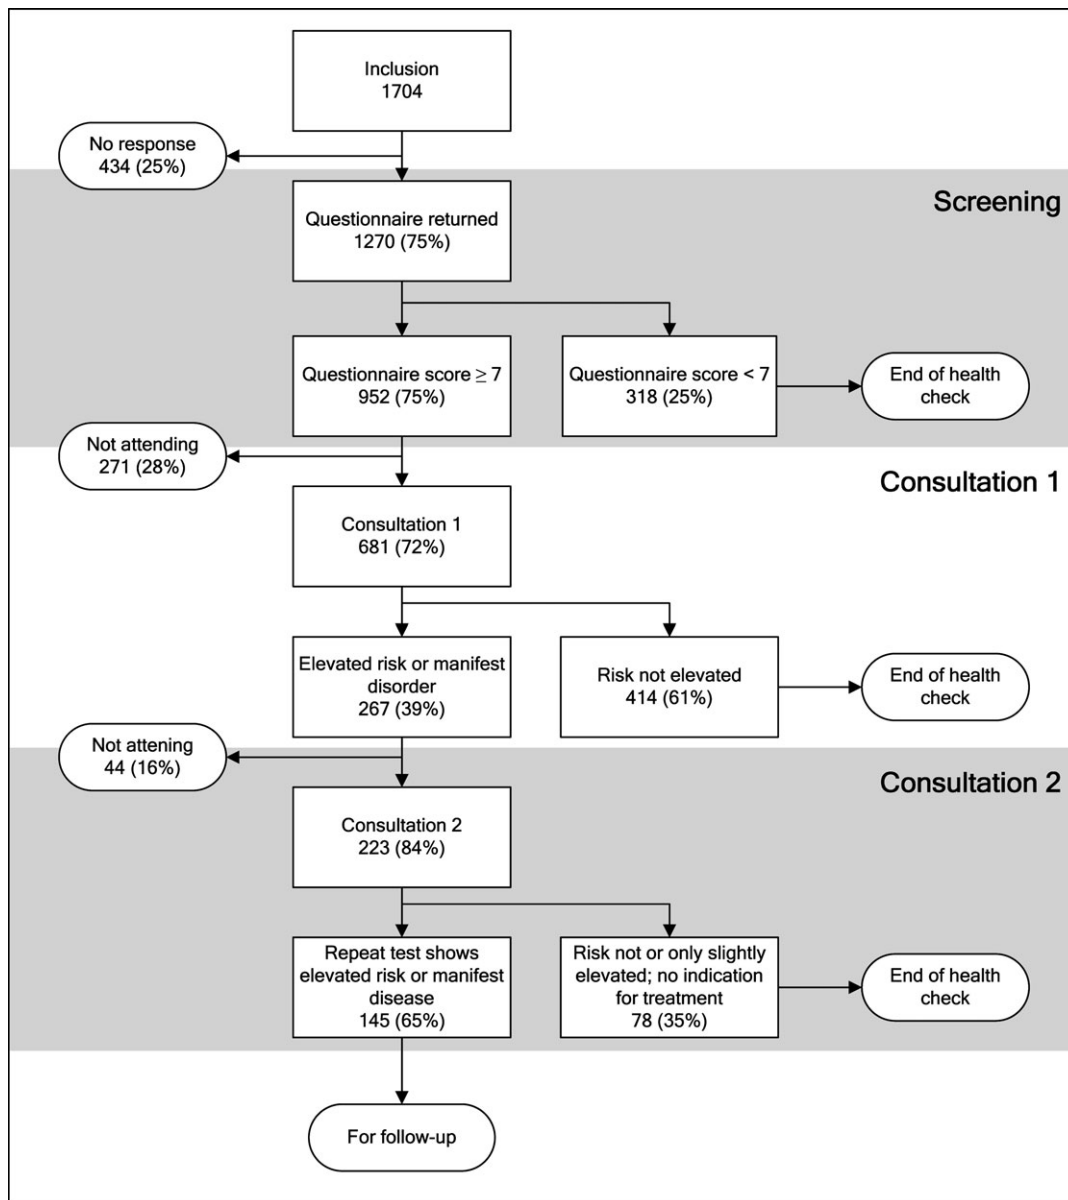 Inclusion
1704
No response
434 (25%)
Screening
Questionnaire returned
1270 (75%)
Questionnaire score ≥ 7
952 (75%)
Questionnaire score < 7
318 (25%)
End of health
check
Not attending
271 (28%)
Consultation 1
Consultation 1
681 (72%)
Elevated risk or manifest
disorder
267 (39%)
Risk not elevated
414 (61%)
End of health
check
Not attening
44 (16%)
Consultation 2
Consultation 2
223 (84%)
Repeat test shows
elevated risk or manifest
disease
145 (65%)
Risk not or only slightly
elevated; no indication
for treatment
78 (35%)
End of health
check
For follow-up